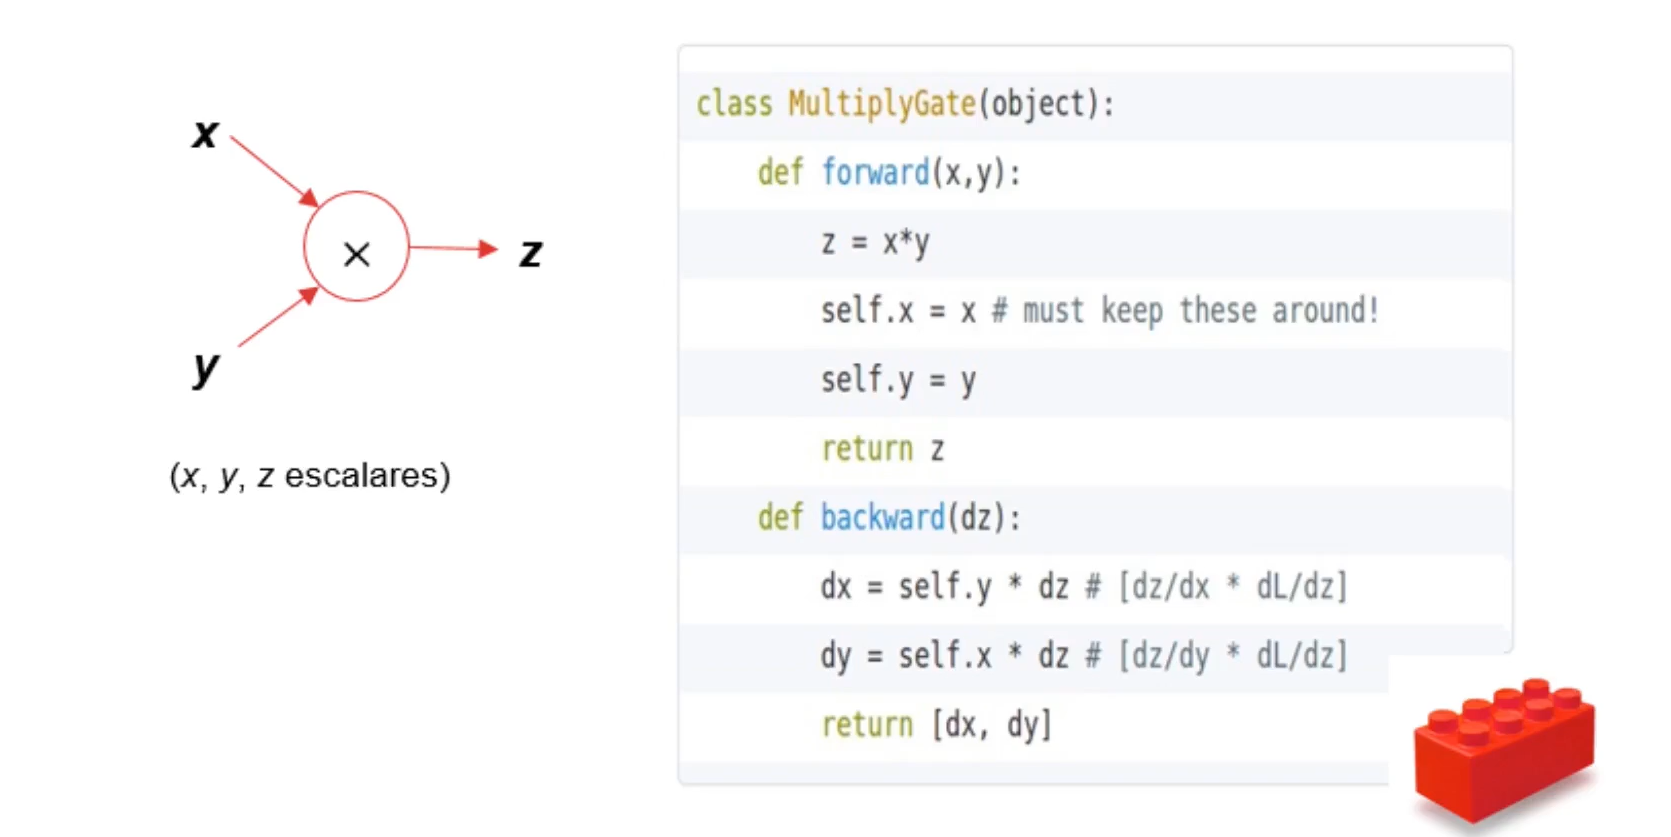 x
×
z
y
(x, y, z escalares)
class MultiplyGate(object):
    def forward(x,y):
        z = x*y
        self.x = x # must keep these around!
        self.y = y
        return z
    def backward(dz):
        dx = self.y * dz # [dz/dx * dL/dz]
        dy = self.x * dz # [dz/dy * dL/dz]
        return [dx, dy]